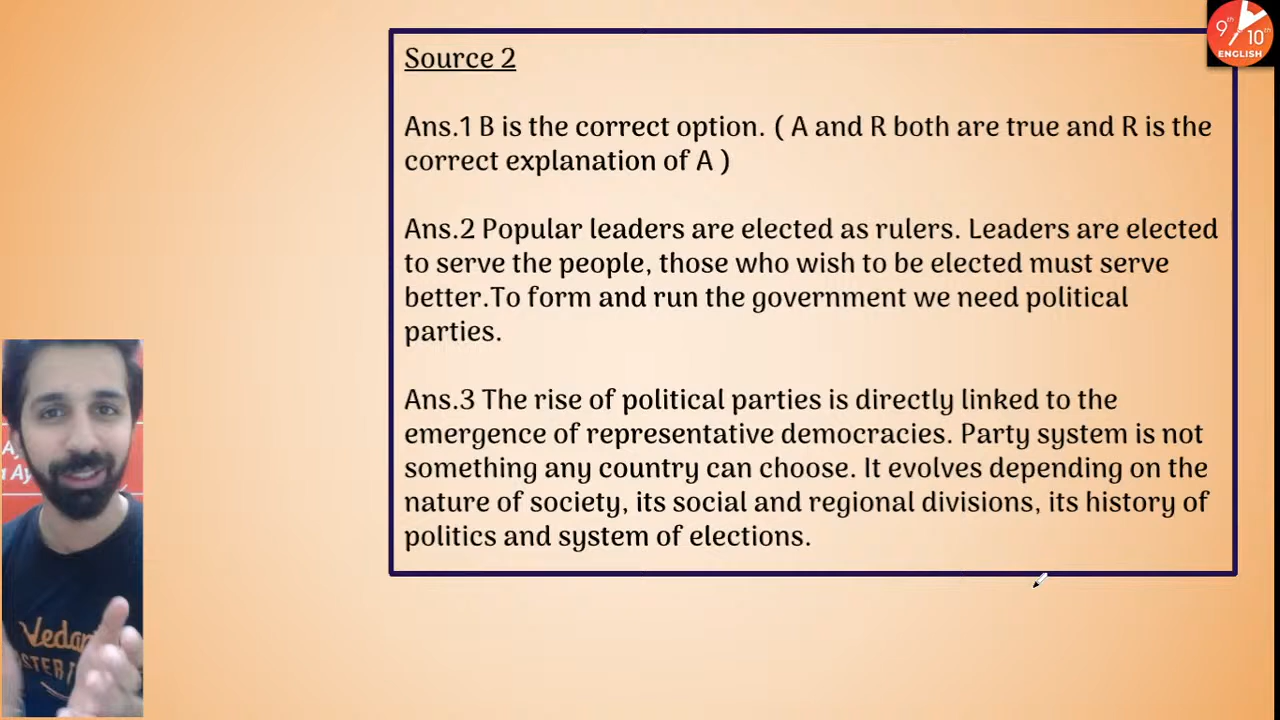 9th
10th
ENGLISH
Source 2
Ans.1 B is the correct option. ( A and R both are true and R is the
correct explanation of A )
Ans.2 Popular leaders are elected as rulers. Leaders are elected
to serve the people, those who wish to be elected must serve
better.To form and run the government we need political
parties.
Ans.3 The rise of political parties is directly linked to the
emergence of representative democracies. Party system is not
something any country can choose. It evolves depending on the
nature of society, its social and regional divisions, its history of
politics and system of elections.